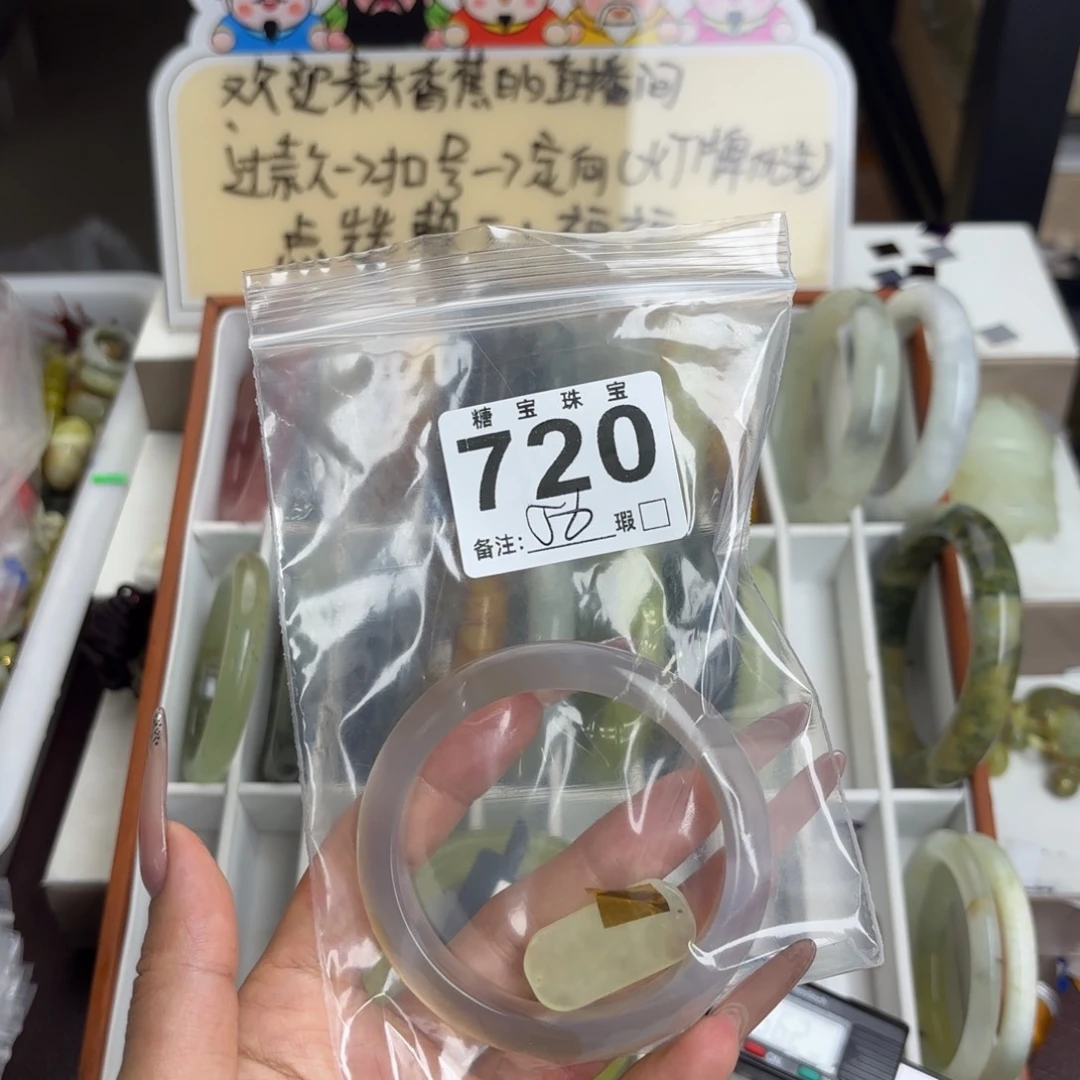 欢迎来大香蕉的直播间
过款→扣号→定向(灯牌优先)
糖宝珠宝
720
备注: 56 瑕□